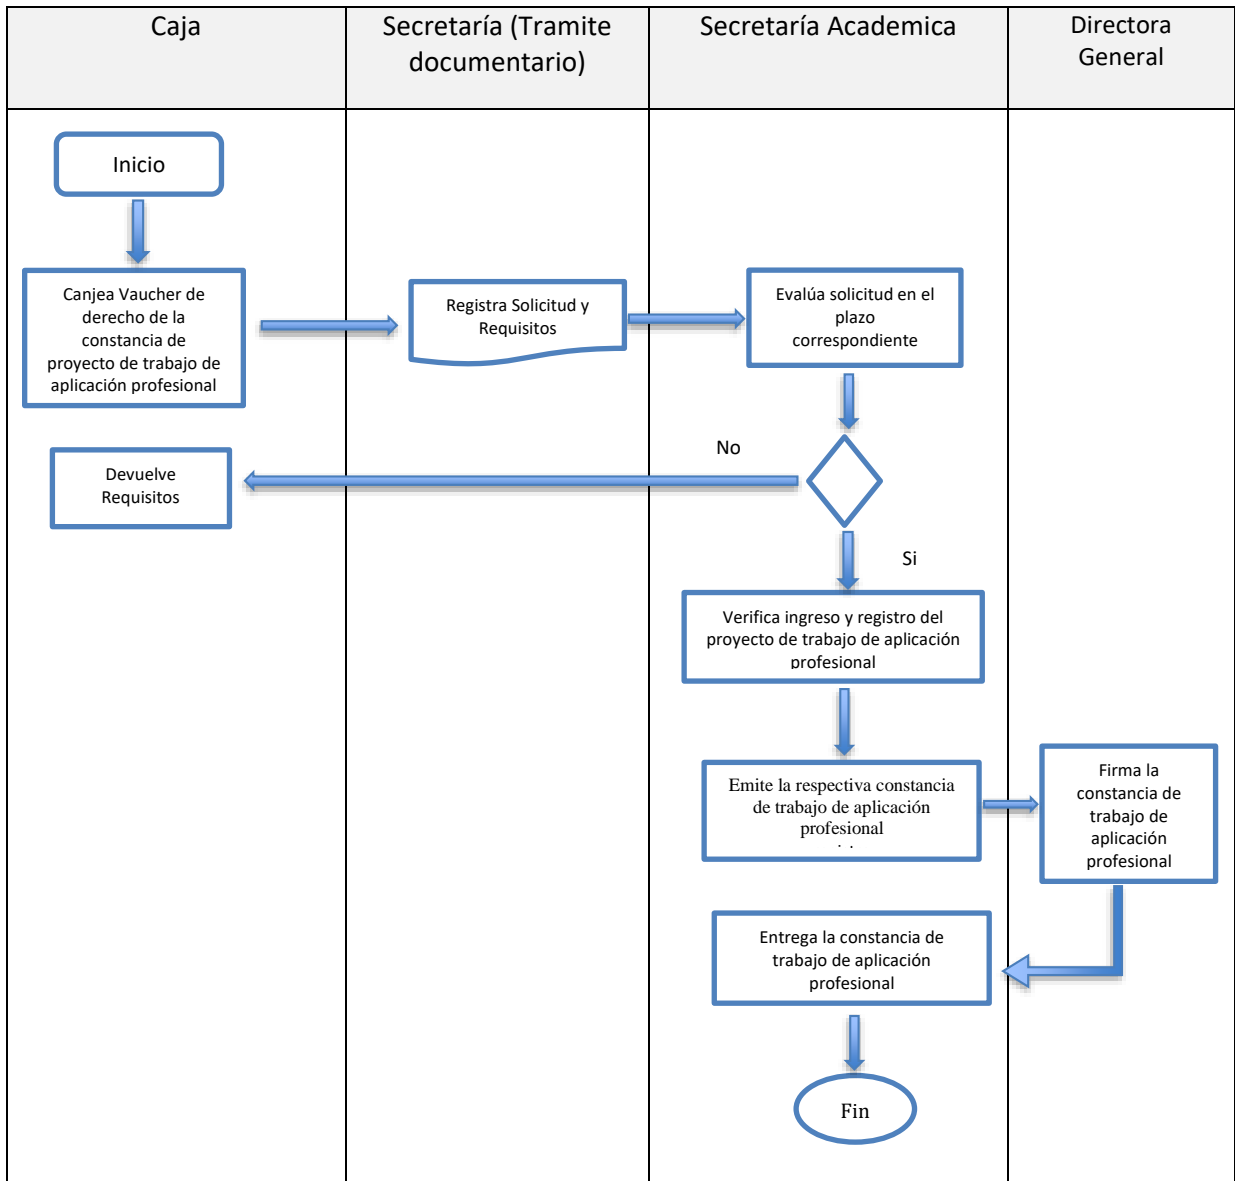 Caja
Secretaría (Tramite
documentario)
Secretaría Academica
Directora
General
Inicio
Canjea Vaucher de
derecho de la
constancia de
proyecto de trabajo de
aplicación profesional
Registra Solicitud y
Requisitos
Evalúa solicitud en el
plazo
correspondiente
No
Devuelve
Requisitos
Si
Verifica ingreso y registro del
proyecto de trabajo de aplicación
profesional
Emite la respectiva constancia
de trabajo de aplicación
profesional
Firma la
constancia de
trabajo de
aplicación
profesional
Entrega la constancia de
trabajo de aplicación
profesional
Fin